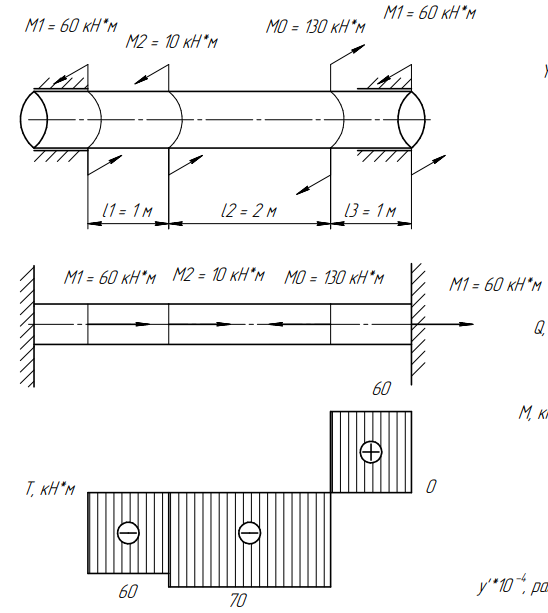 M1 = 60 кН*м
M2 = 10 кН*м
M0 = 130 кН*м
M1 = 60 кН*м
Y
l1 = 1 м
l2 = 2 м
l3 = 1 м
M1 = 60 кН*м
M2 = 10 кН*м
M0 = 130 кН*м
M1 = 60 кН*м
Q,
60
+
М, кН
T, кН*м
0
−
−
60
70
y'*10⁻⁴, ра